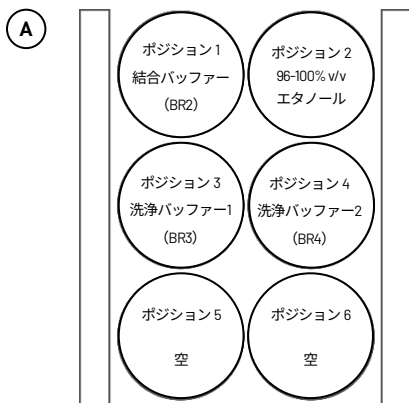 A
ポジション 1
結合バッファー
（BR2）
ポジション 2
96-100% v/v
エタノール
ポジション 3
洗浄バッファー1
（BR3）
ポジション 4
洗浄バッファー2
（BR4）
ポジション 5
空
ポジション 6
空